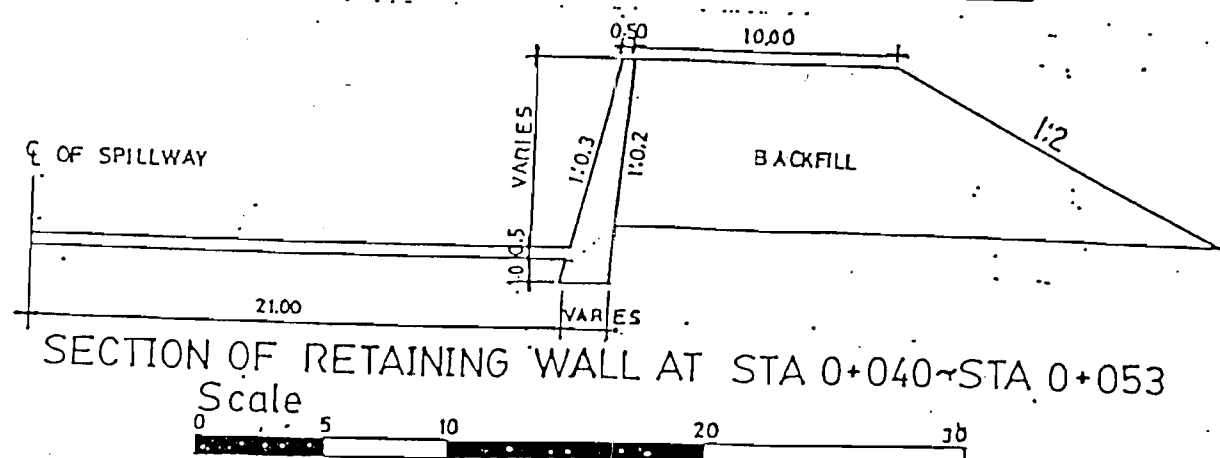 0.50
10.00
VARIES
1:0.3
1:0.2
1:2
℄ OF SPILLWAY
BACKFILL
0.5
1.0
21.00
VARIES
SECTION OF RETAINING WALL AT STA 0+040~STA 0+053
Scale
0 5 10 20 30